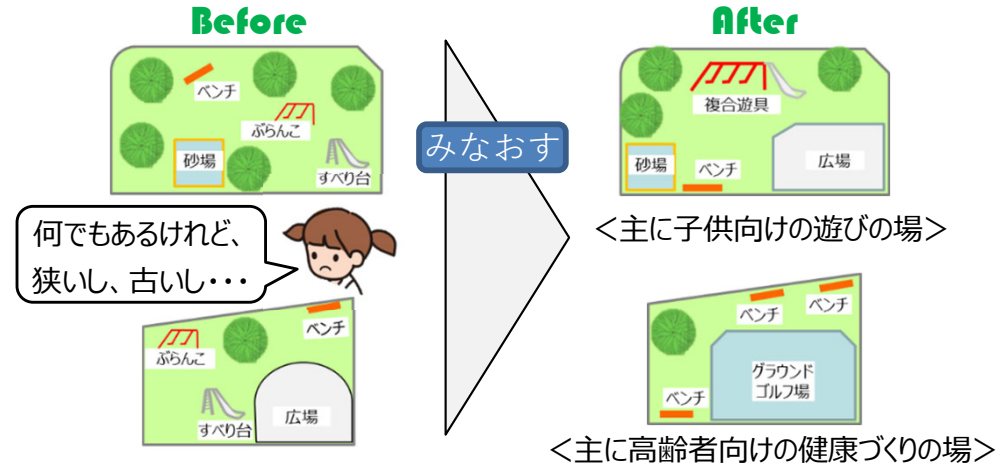 Before
ベンチ
ぶらんこ
砂場
すべり台
何でもあるけれど、
狭いし、古いし・・・
ベンチ
ぶらんこ
すべり台
広場
みなおす
After
複合遊具
砂場
ベンチ
広場
＜主に子供向けの遊びの場＞
ベンチ
ベンチ
グラウンド
ゴルフ場
ベンチ
＜主に高齢者向けの健康づくりの場＞